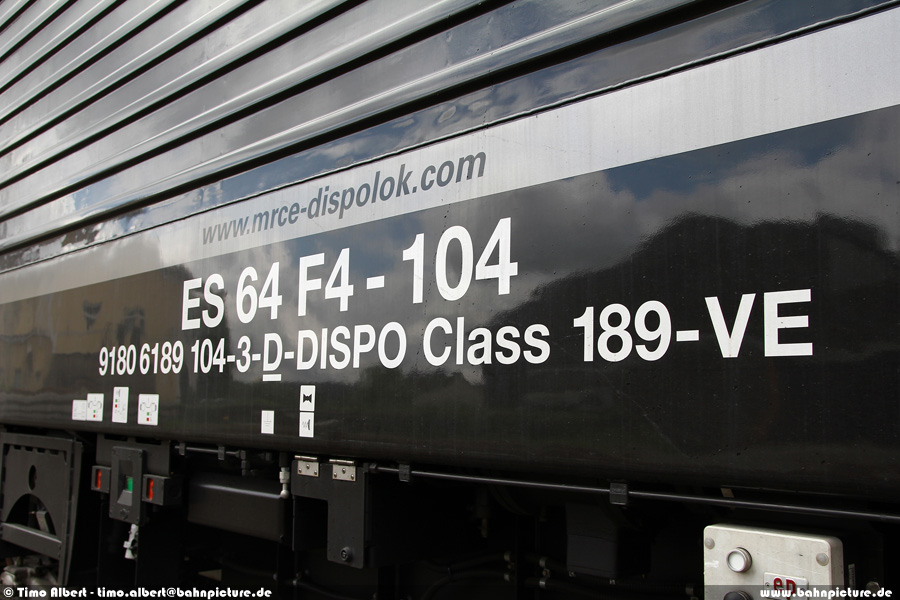 www.mrce-dispolok.com
ES 64 F4 - 104
9180 6189 104-3-D-DISPO Class 189-VE
© Timo Albert - timo.albert@bahnpicture.de
www.bahnpicture.de